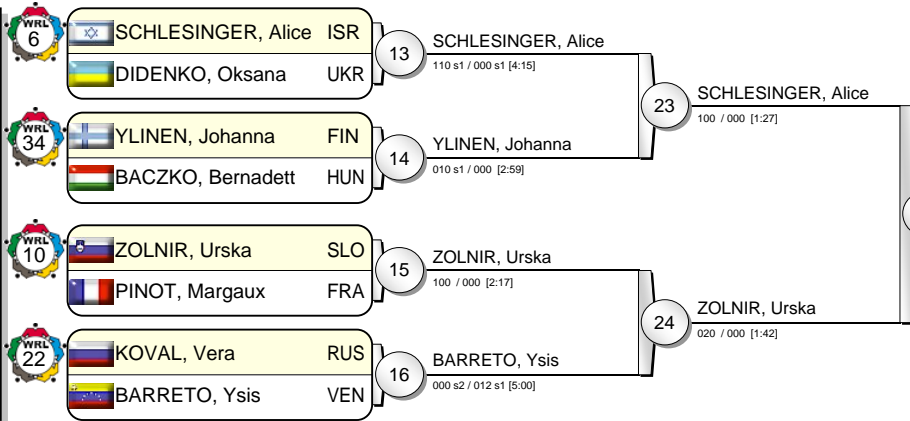 WRL 6
SCHLESINGER, Alice ISR
DIDENKO, Oksana UKR
13
SCHLESINGER, Alice
110 s1 / 000 s1 [4:15]
WRL 34
YLINEN, Johanna FIN
BACZKO, Bernadett HUN
14
YLINEN, Johanna
010 s1 / 000 [2:59]
23
SCHLESINGER, Alice
100 / 000 [1:27]
WRL 10
ZOLNIR, Urska SLO
PINOT, Margaux FRA
15
ZOLNIR, Urska
100 / 000 [2:17]
WRL 22
KOVAL, Vera RUS
BARRETO, Ysis VEN
16
BARRETO, Ysis
000 s2 / 012 s1 [5:00]
24
ZOLNIR, Urska
020 / 000 [1:42]